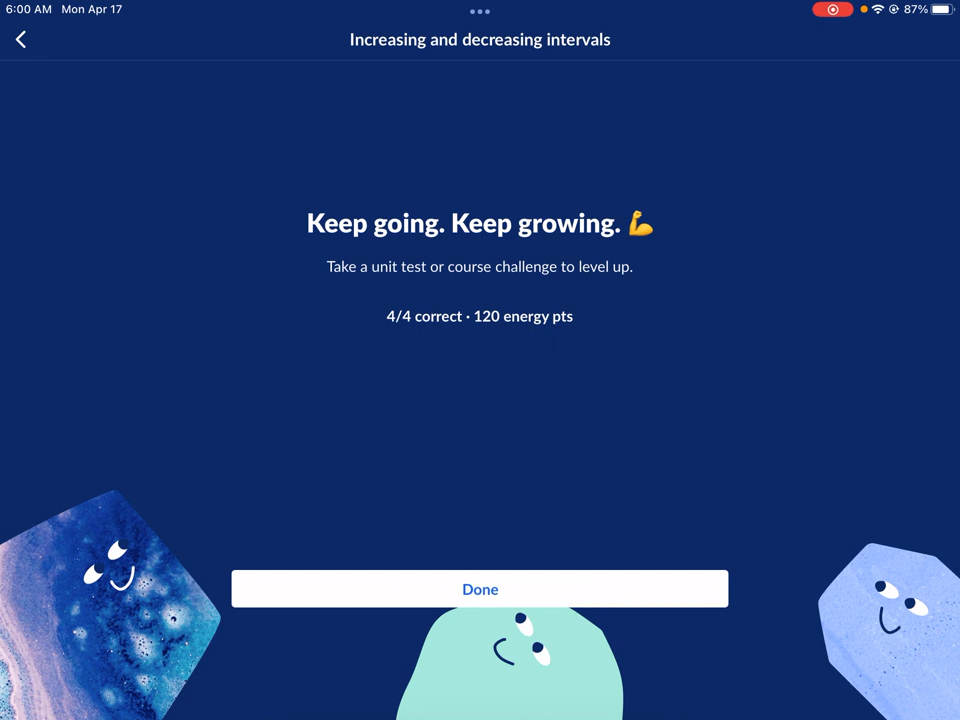 6:00 AM Mon Apr 17
87%
Increasing and decreasing intervals
Keep going. Keep growing. 💪
Take a unit test or course challenge to level up.
4/4 correct · 120 energy pts
Done